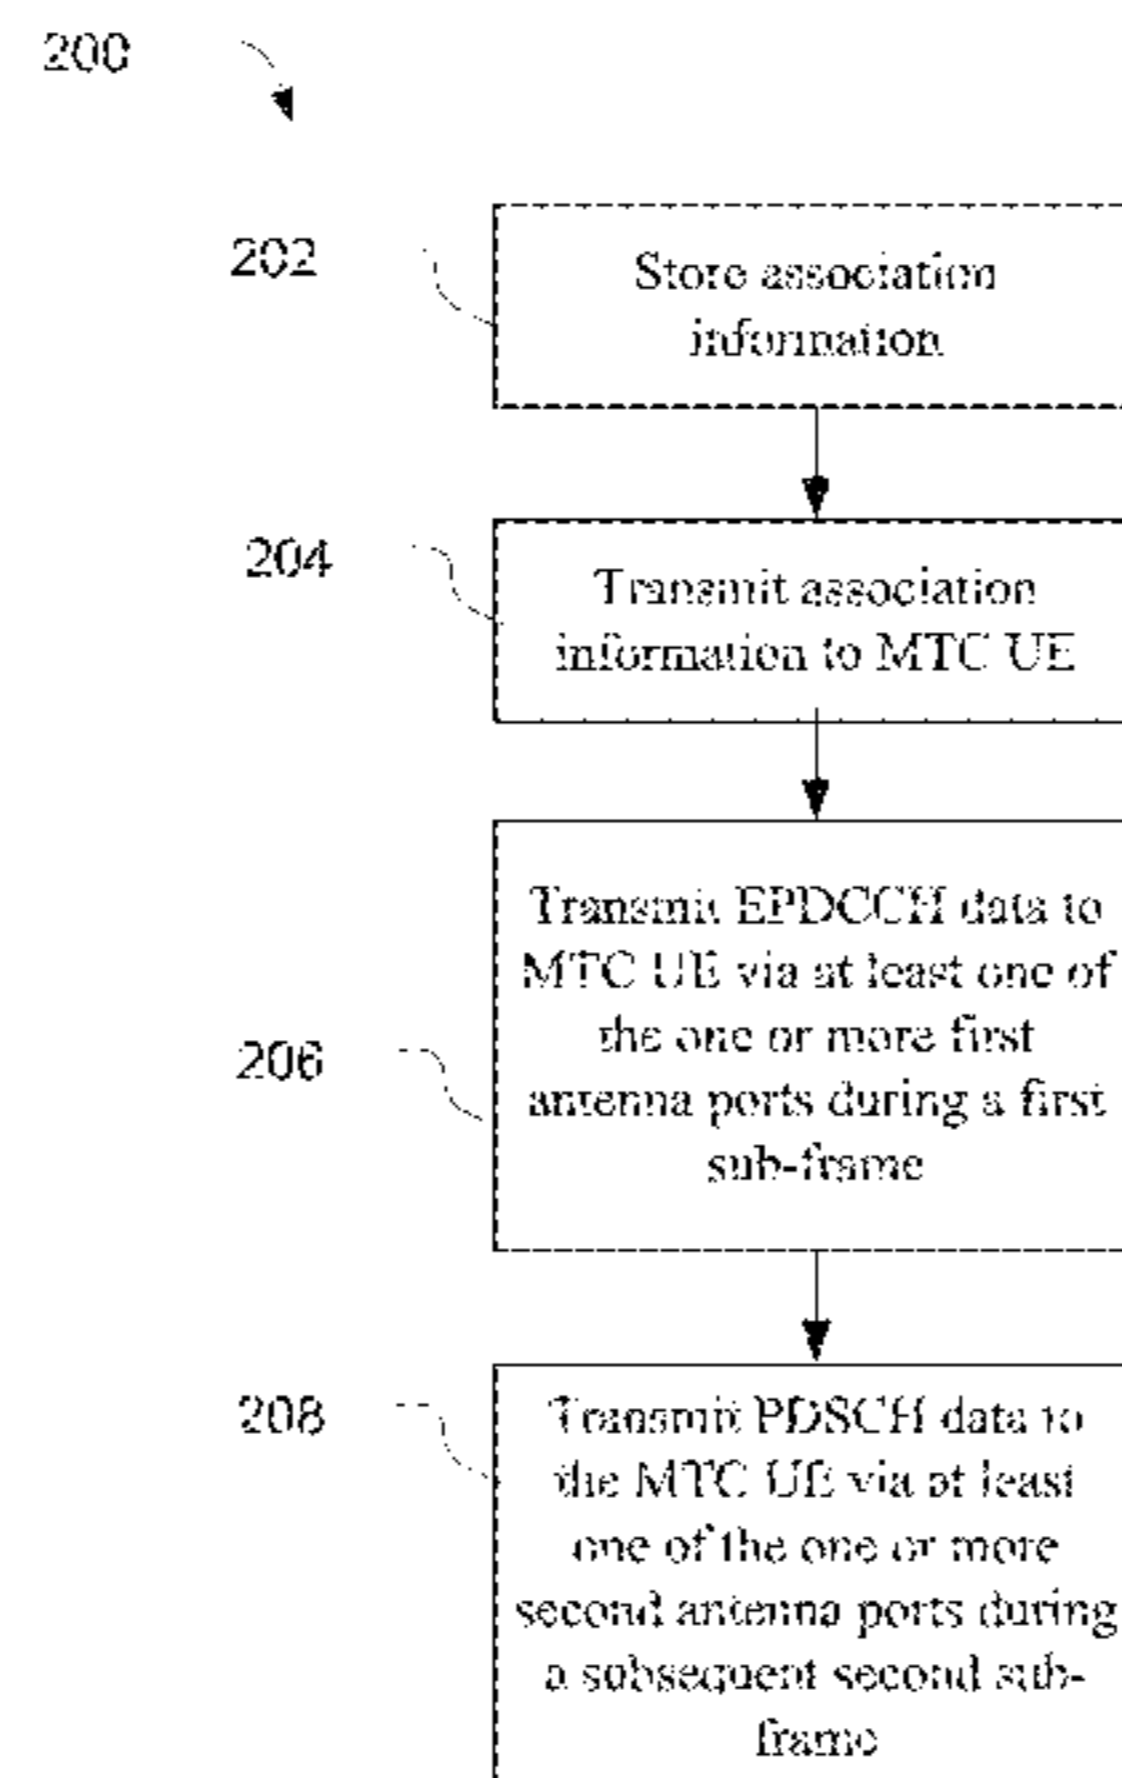 200
202
Store association
information
204
Transmit association
information to MTC UE
206
Transmit EPDCCH data to
MTC UE via at least one of
the one or more first
antenna ports during a first
sub-frame
208
Transmit PDSCH data to
the MTC UE via at least
one of the one or more
second antenna ports during
a subsequent second sub-
frame